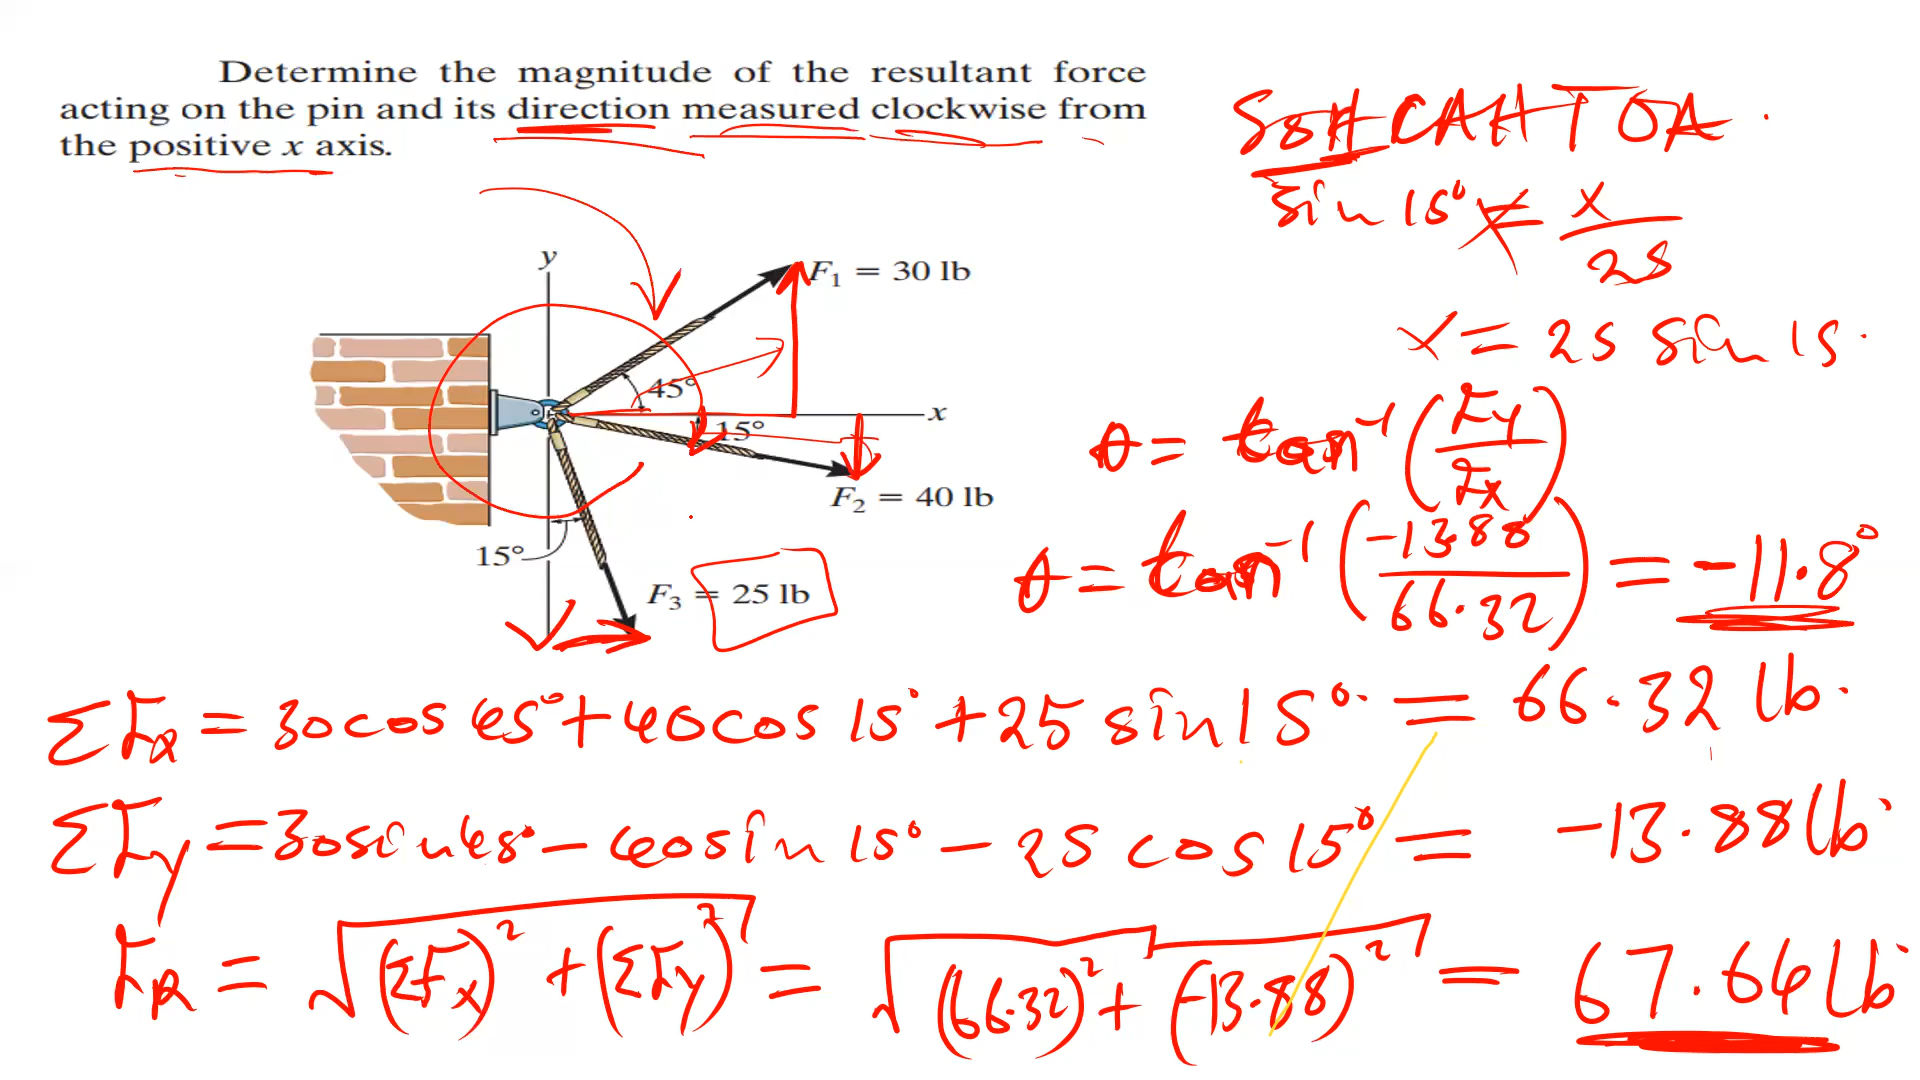 Determine the magnitude of the resultant force
acting on the pin and its direction measured clockwise from
the positive x axis.
SOHCAHTOA.
sin 15° = x/25
x = 25 sin 15.
y
F₁ = 30 lb
45°
x
15°
F₂ = 40 lb
15°
F₃ = 25 lb
θ = tan⁻¹(Fy/Fx)
θ = tan⁻¹(-13.88/66.32) = -11.8°
ΣFx = 30cos 45° + 40cos 15° + 25 sin 15° = 66.32 lb.
ΣFy = 30sin45° - 40sin 15° - 25 cos 15° = -13.88 lb
FR = √(ΣFx)² + (ΣFy)² = √(66.32)² + (-13.88)² = 67.64 lb